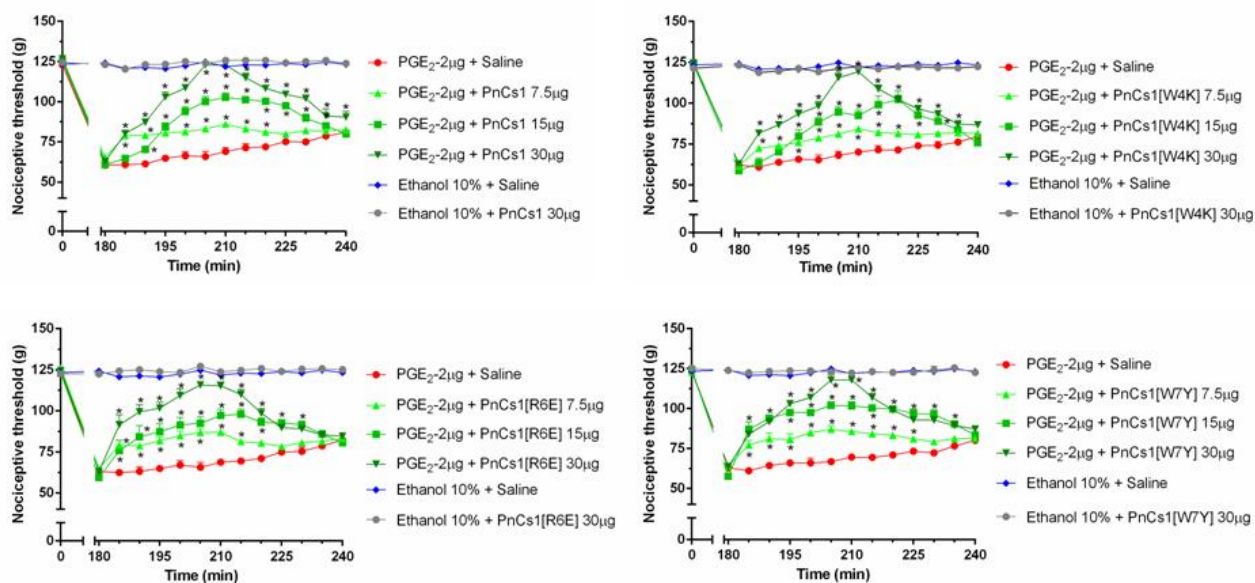 Nociceptive threshold (g)
150
125
100
75
50
0
0
180
195
210
225
240
Time (min)
PGE₂-2µg + Saline
PGE₂-2µg + PnCs1 7.5µg
PGE₂-2µg + PnCs1 15µg
PGE₂-2µg + PnCs1 30µg
Ethanol 10% + Saline
Ethanol 10% + PnCs1 30µg
Nociceptive threshold (g)
150
125
100
75
50
0
0
180
195
210
225
240
Time (min)
PGE₂-2µg + Saline
PGE₂-2µg + PnCs1[W4K] 7.5µg
PGE₂-2µg + PnCs1[W4K] 15µg
PGE₂-2µg + PnCs1[W4K] 30µg
Ethanol 10% + Saline
Ethanol 10% + PnCs1[W4K] 30µg
Nociceptive threshold (g)
150
125
100
75
50
0
0
180
195
210
225
240
Time (min)
PGE₂-2µg + Saline
PGE₂-2µg + PnCs1[R6E] 7.5µg
PGE₂-2µg + PnCs1[R6E] 15µg
PGE₂-2µg + PnCs1[R6E] 30µg
Ethanol 10% + Saline
Ethanol 10% + PnCs1[R6E] 30µg
Nociceptive threshold (g)
150
125
100
75
50
0
0
180
195
210
225
240
Time (min)
PGE₂-2µg + Saline
PGE₂-2µg + PnCs1[W7Y] 7.5µg
PGE₂-2µg + PnCs1[W7Y] 15µg
PGE₂-2µg + PnCs1[W7Y] 30µg
Ethanol 10% + Saline
Ethanol 10% + PnCs1[W7Y] 30µg